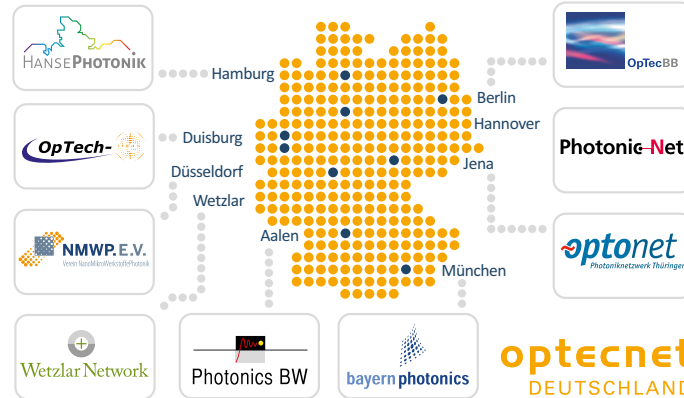 HANSEPHOTONIK
OpTecBB
Hamburg
Berlin
Hannover
OpTech-
Duisburg
Photonic Net
Jena
Düsseldorf
Wetzlar
NMWP.E.V.
Verein NanoMikroWerkstoffePhotonik
Aalen
optonet
Photoniknetzwerk Thüringen
München
Wetzlar Network
Photonics BW
bayern photonics
optecnet
DEUTSCHLAND